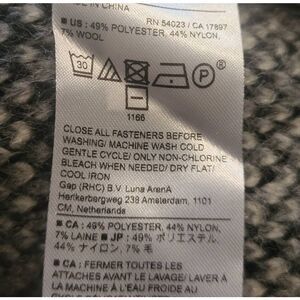 IN CHINA
RN 54023 / CA 17897
■ US : 49% POLYESTER, 44% NYLON,
7% WOOL
30
P
1166
CLOSE ALL FASTENERS BEFORE
WASHING/ MACHINE WASH COLD
GENTLE CYCLE/ ONLY NON-CHLORINE
BLEACH WHEN NEEDED/ DRY FLAT/
COOL IRON
Gap (RHC) B.V. Luna ArenA
Herikerbergweg 238 Amsterdam, 1101
CM, Netherlands
■ CA : 49% POLYESTER, 44% NYLON,
7% LAINE ■ JP : 49% ポリエステル,
44% ナイロン, 7% 毛
■ CA : FERMER TOUTES LES
ATTACHES AVANT LE LAVAGE/ LAVER À
LA MACHINE À L'EAU FROIDE AU